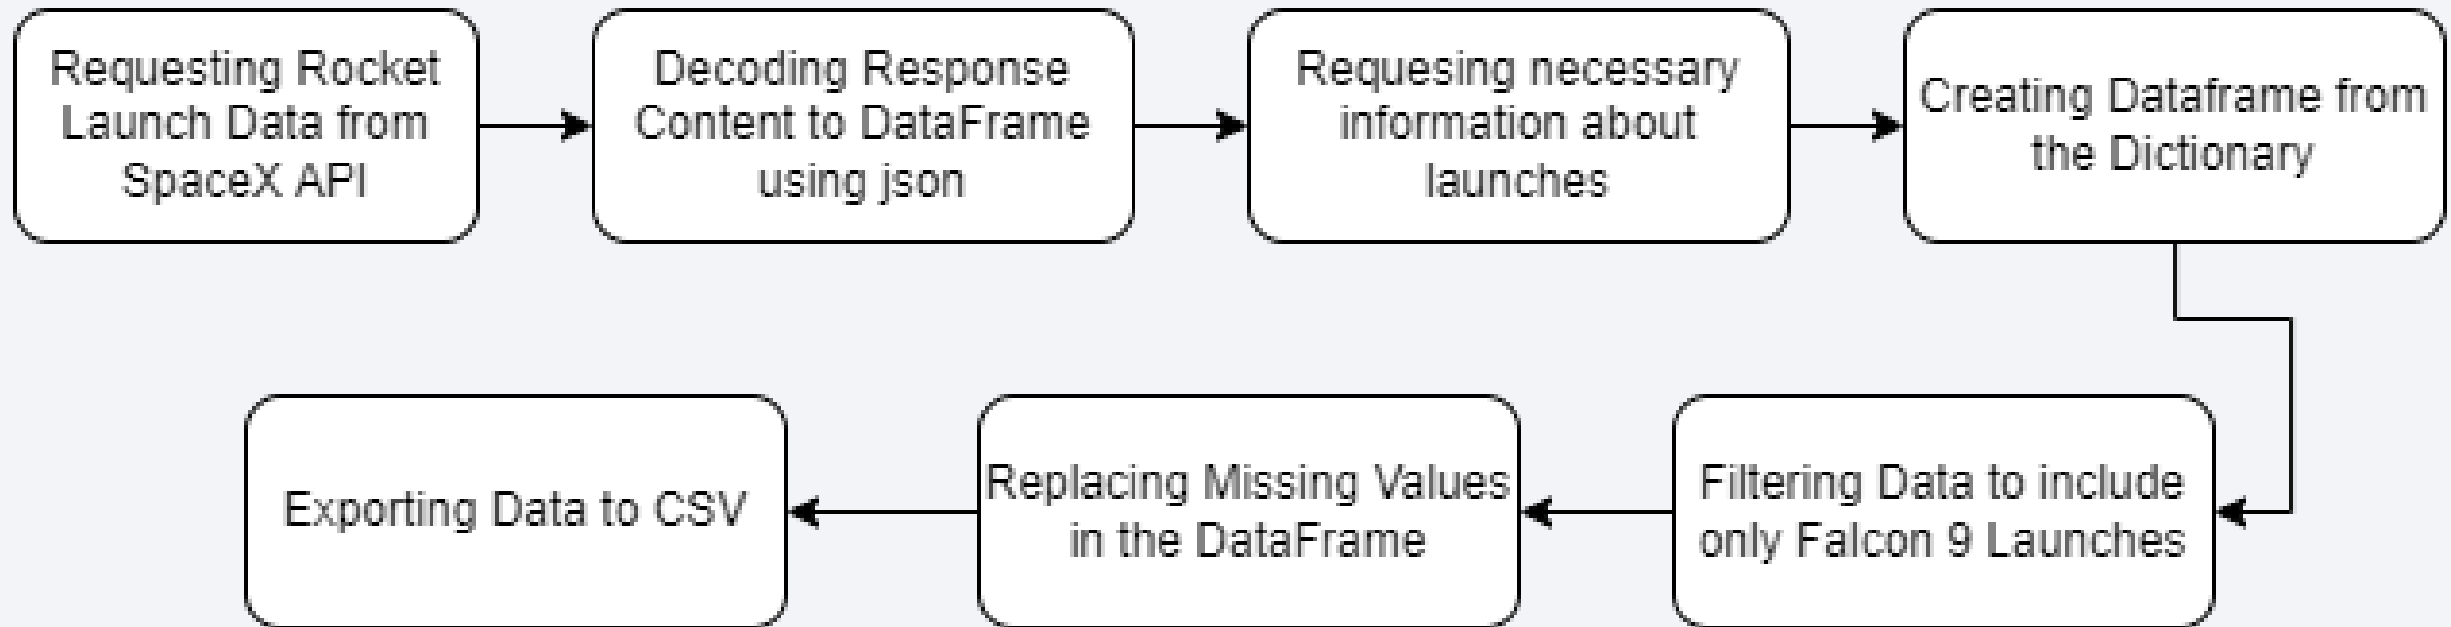 Requesting Rocket
Launch Data from
SpaceX API
Decoding Response
Content to DataFrame
using json
Requesing necessary
information about
launches
Creating Dataframe from
the Dictionary
Filtering Data to include
only Falcon 9 Launches
Replacing Missing Values
in the DataFrame
Exporting Data to CSV